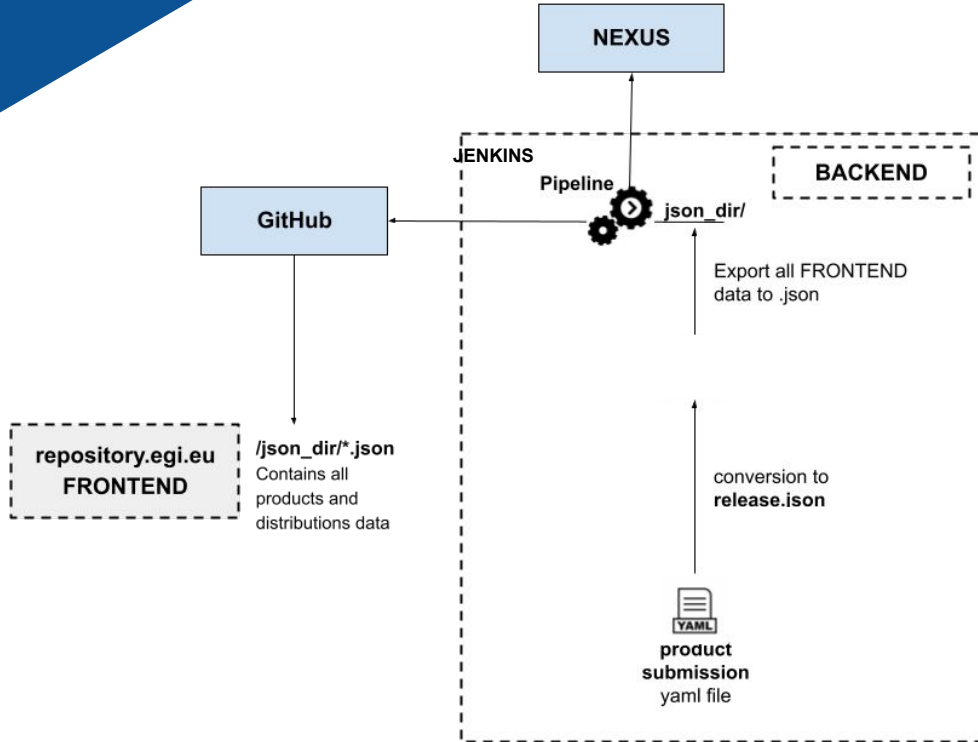 NEXUS
JENKINS
BACKEND
Pipeline
json_dir/
GitHub
Export all FRONTEND
data to .json
repository.egi.eu
FRONTEND
/json_dir/*.json
Contains all
products and
distributions data
conversion to
release.json
YAML
product
submission
yaml file